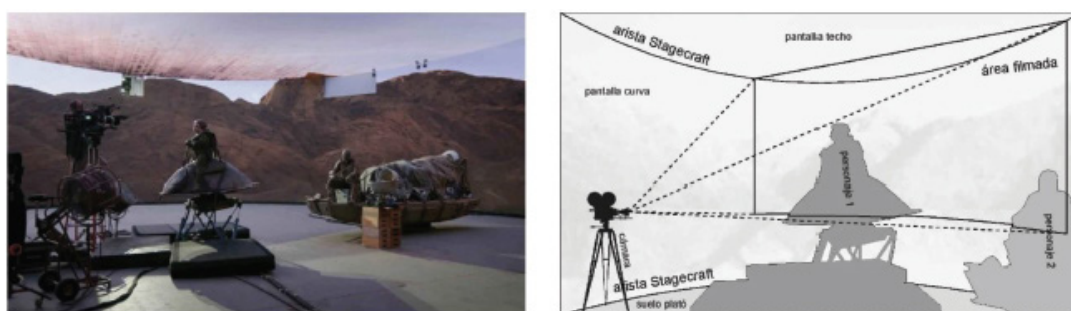 arista Stagecraft
pantalla techo
área filmada
pantalla curva
personaje 1
cámara
personaje 2
arista Stagecraft
suelo plató